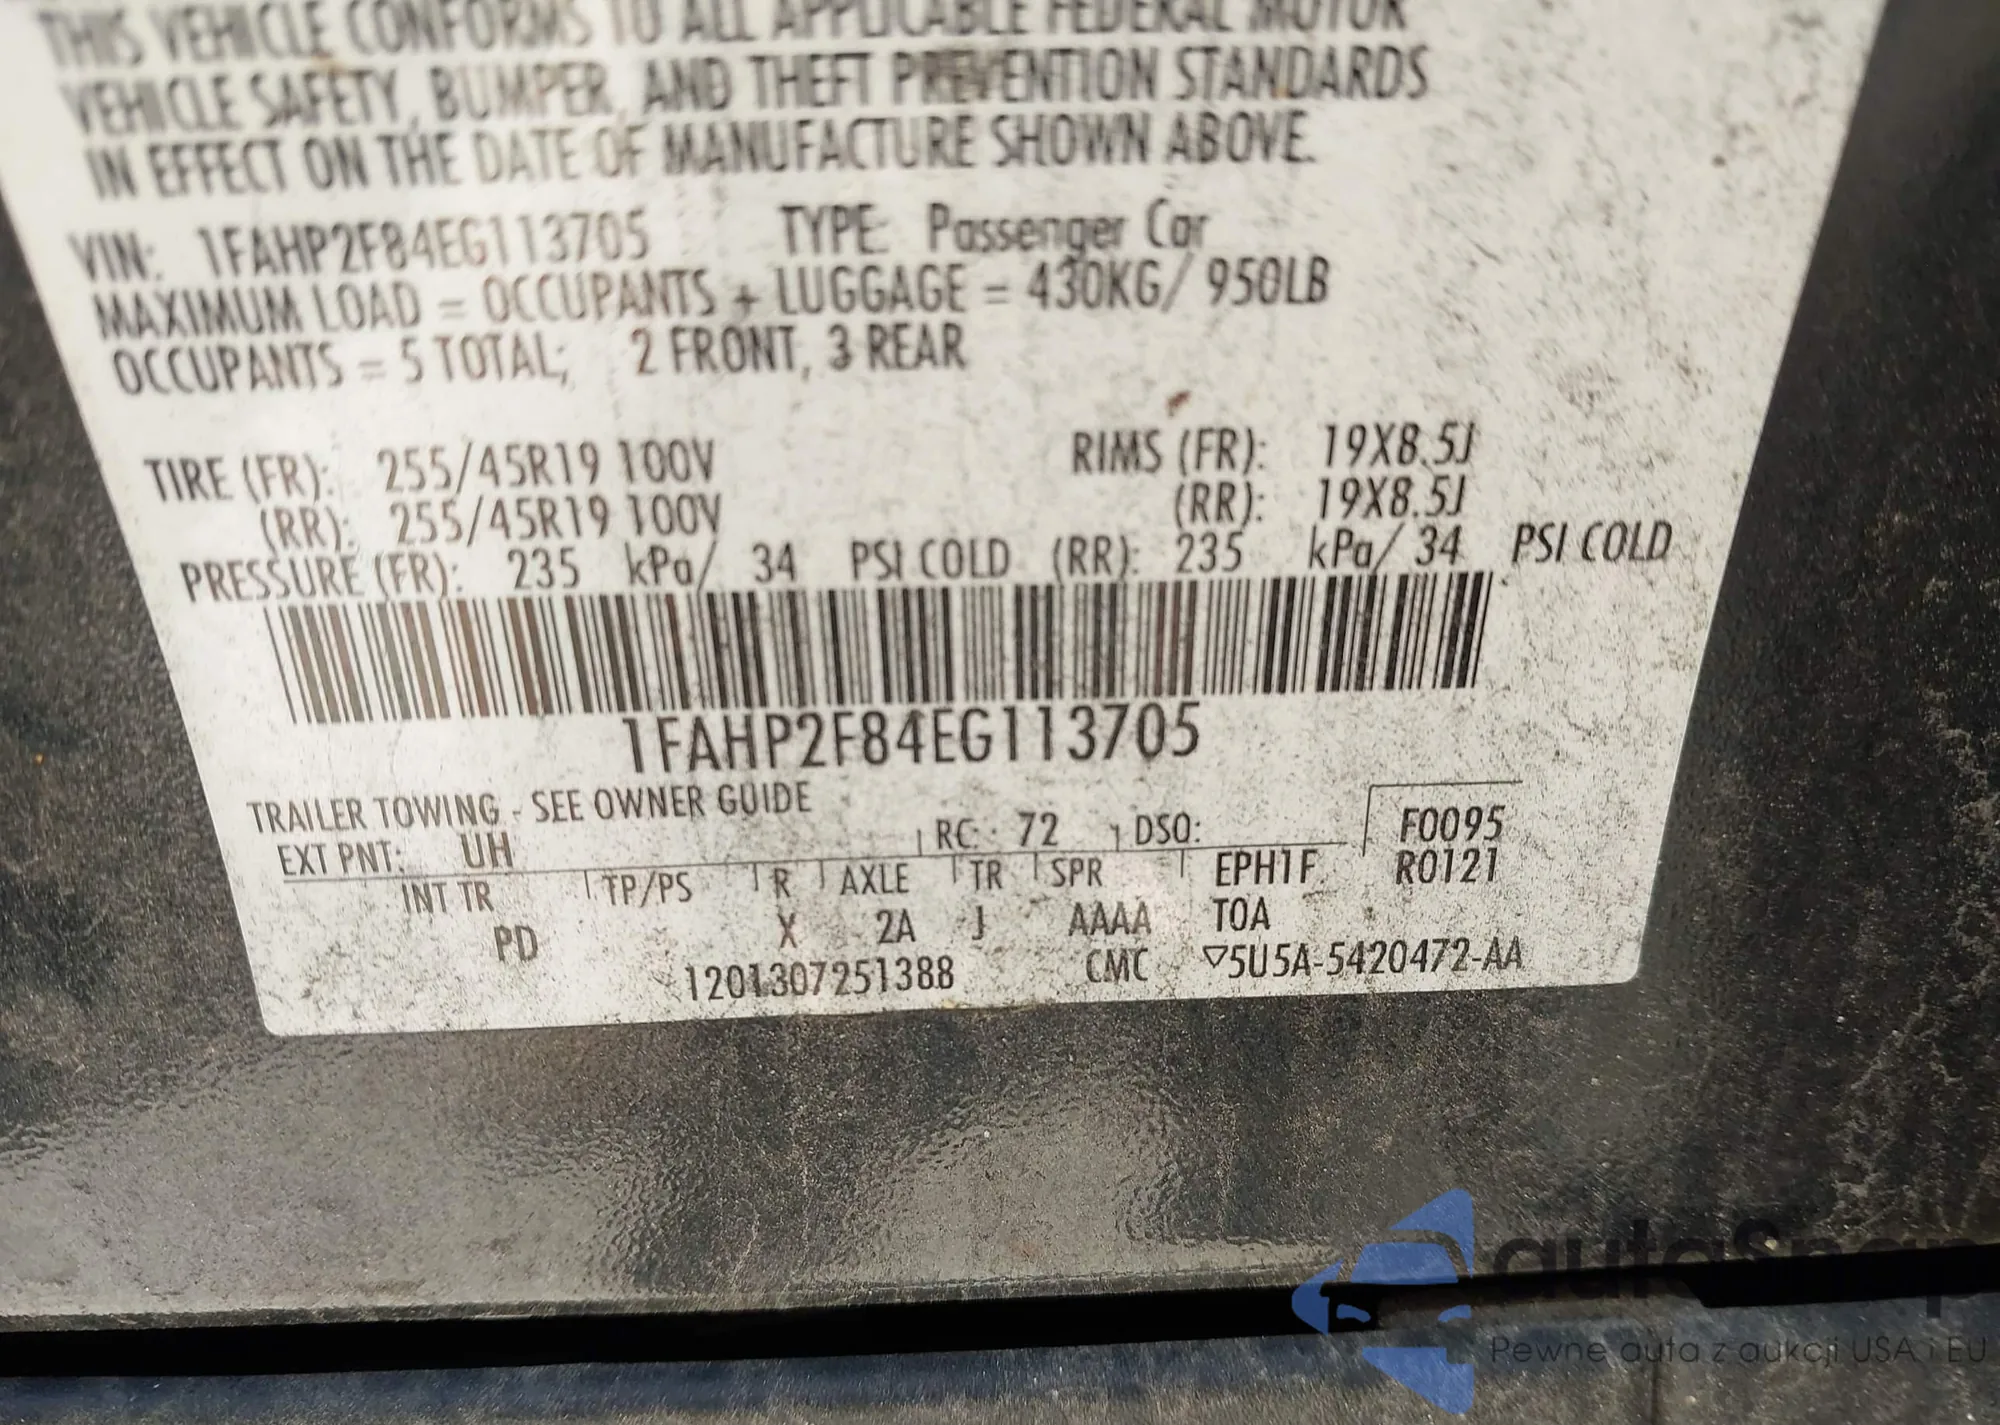 THIS VEHICLE CONFORMS TO ALL APPLICABLE FEDERAL MOTOR
VEHICLE SAFETY, BUMPER, AND THEFT PREVENTION STANDARDS
IN EFFECT ON THE DATE OF MANUFACTURE SHOWN ABOVE.
VIN: 1FAHP2F84EG113705 TYPE: Passenger Car
MAXIMUM LOAD = OCCUPANTS + LUGGAGE = 430KG/ 950LB
OCCUPANTS = 5 TOTAL; 2 FRONT, 3 REAR
TIRE (FR): 255/45R19 100V RIMS (FR): 19X8.5J
(RR): 255/45R19 100V (RR): 19X8.5J
PRESSURE (FR): 235 kPa/ 34 PSI COLD (RR): 235 kPa/ 34 PSI COLD
1FAHP2F84EG113705
TRAILER TOWING - SEE OWNER GUIDE
EXT PNT: UH RC: 72 DSO: F0095
INT TR TP/PS R AXLE TR SPR EPH1F R0121
PD X 2A J AAAA TOA
1201307251388 CMC ▽5U5A-5420472-AA
autoSnap
Pewne auta z aukcji USA i EU